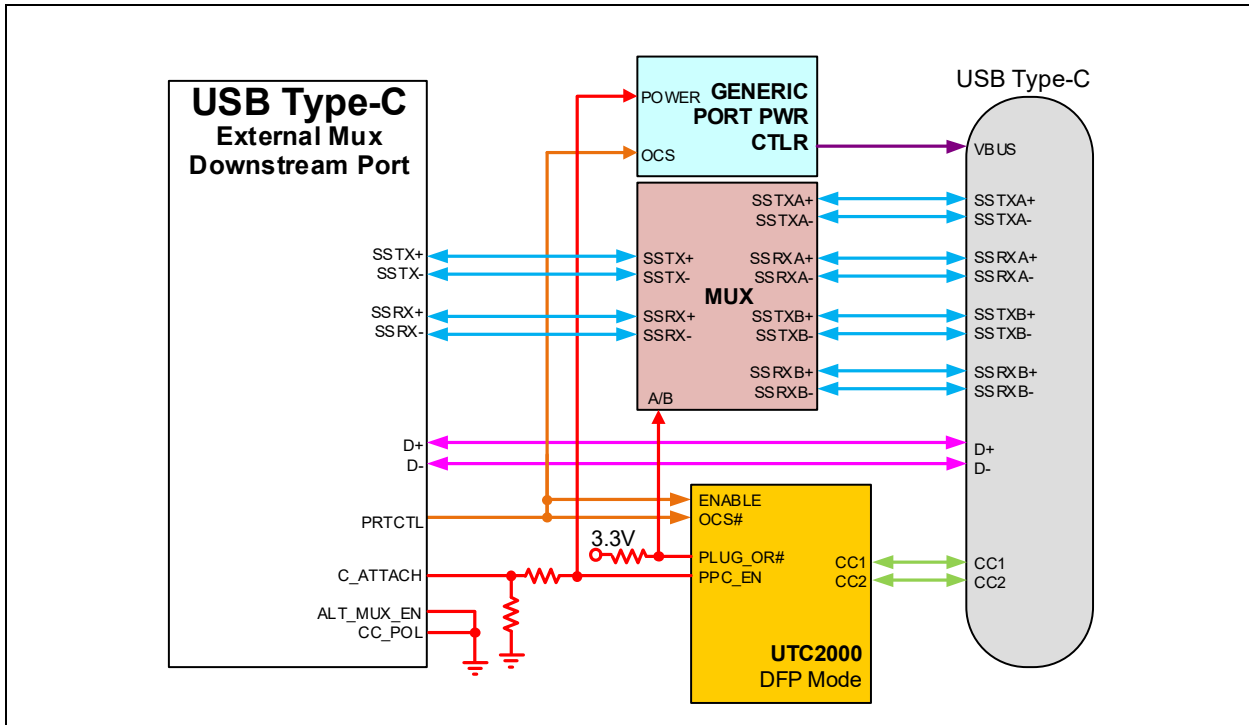 USB Type-C
External Mux
Downstream Port
SSTX+
SSTX-
SSRX+
SSRX-
D+
D-
PRTCTL
C_ATTACH
ALT_MUX_EN
CC_POL
3.3V
POWER
GENERIC
PORT PWR
CTLR
OCS
SSTXA+
SSTXA-
SSTX+
SSRXA+
SSTX-
SSRXA-
MUX
SSRX+
SSTXB+
SSRX-
SSTXB-
SSRXB+
SSRXB-
A/B
ENABLE
OCS#
PLUG_OR#
CC1
PPC_EN
CC2
UTC2000
DFP Mode
USB Type-C
VBUS
SSTXA+
SSTXA-
SSRXA+
SSRXA-
SSTXB+
SSTXB-
SSRXB+
SSRXB-
D+
D-
CC1
CC2